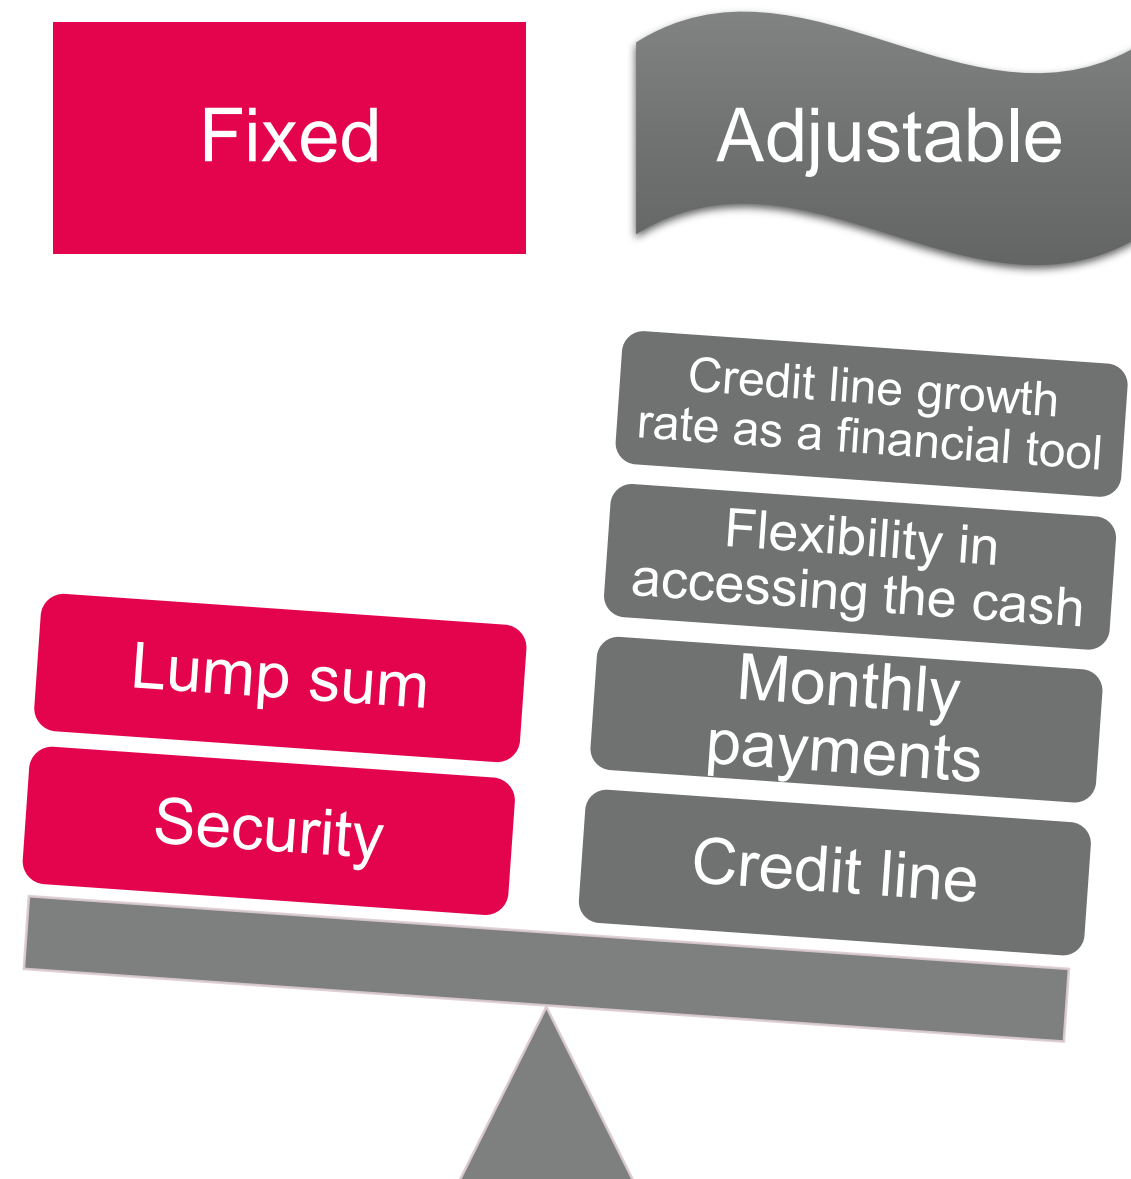 Fixed
Adjustable
Credit line growth
rate as a financial tool
Flexibility in
accessing the cash
Monthly
payments
Credit line
Lump sum
Security